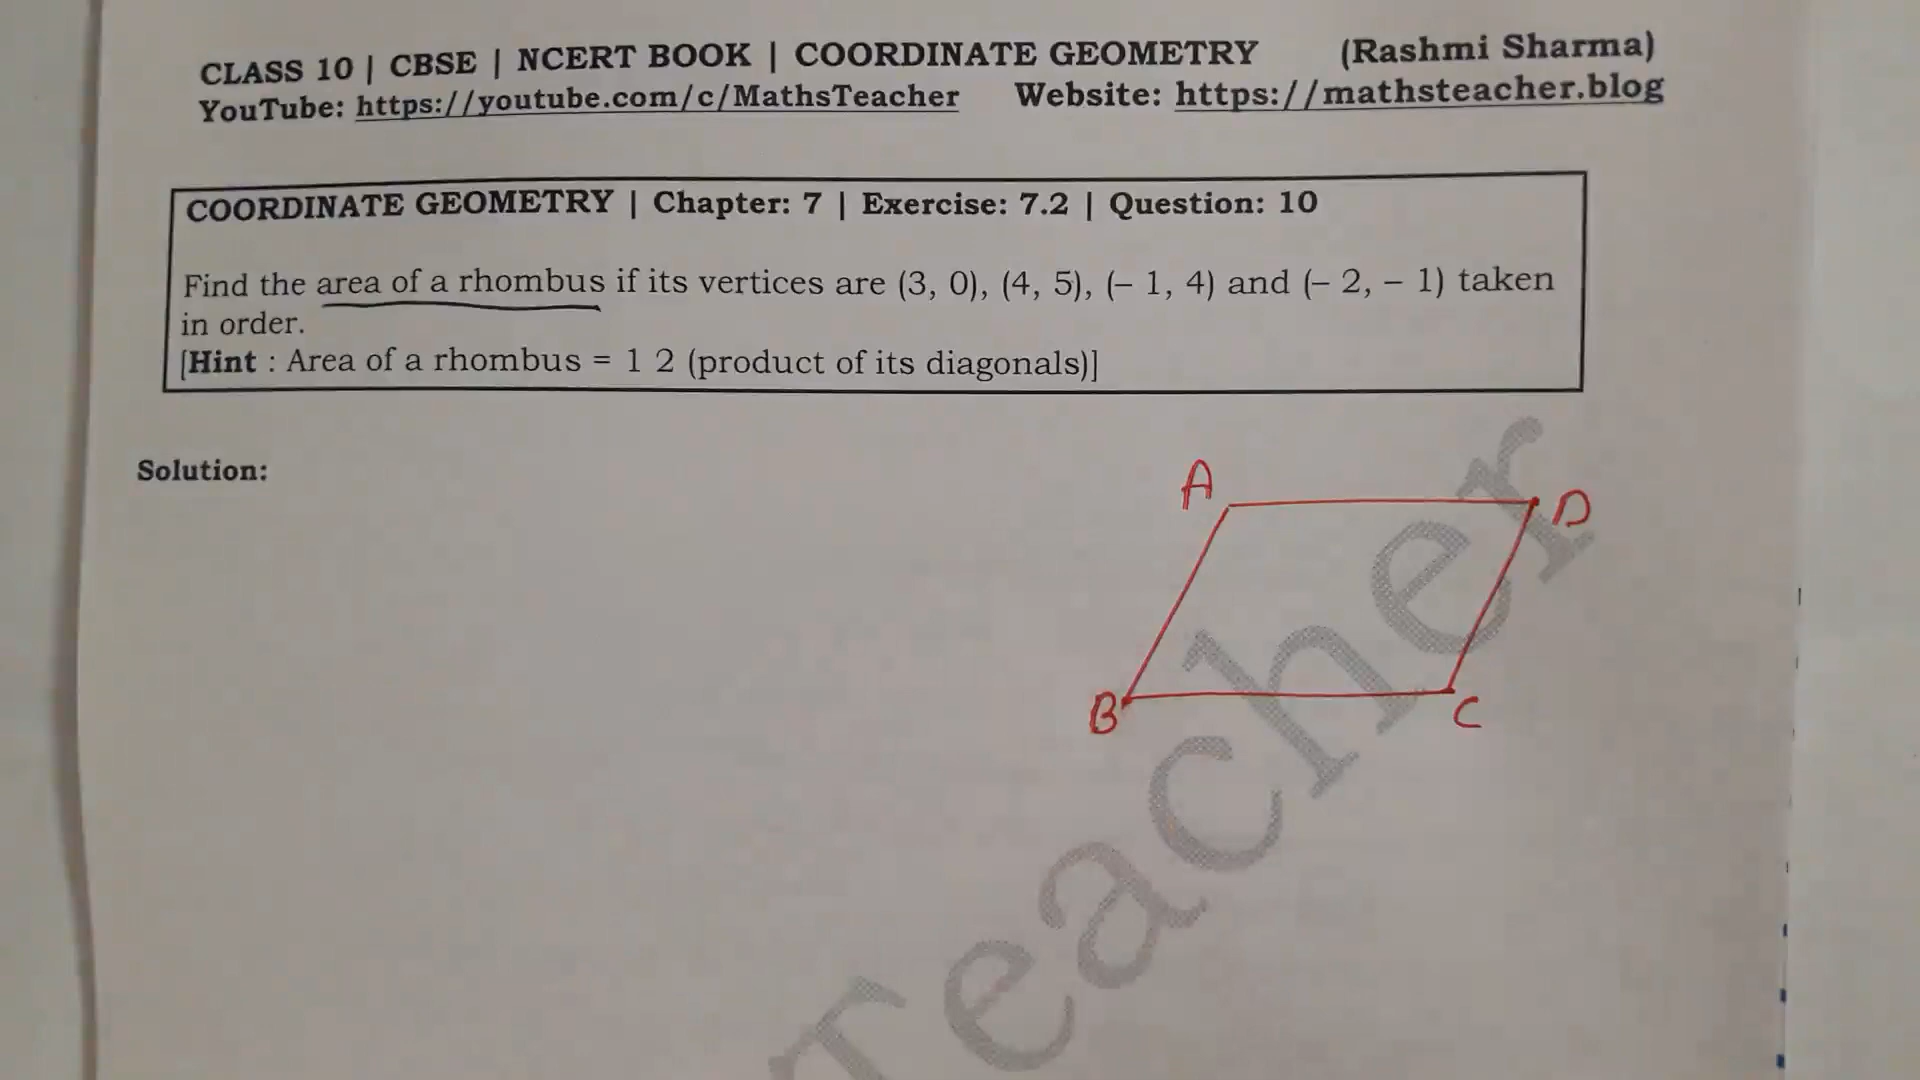 CLASS 10 | CBSE | NCERT BOOK | COORDINATE GEOMETRY (Rashmi Sharma)
YouTube: https://youtube.com/c/MathsTeacher Website: https://mathsteacher.blog
COORDINATE GEOMETRY | Chapter: 7 | Exercise: 7.2 | Question: 10
Find the area of a rhombus if its vertices are (3, 0), (4, 5), (– 1, 4) and (– 2, – 1) taken
in order.
[Hint : Area of a rhombus = 1 2 (product of its diagonals)]
Solution:
A D
B C
Teacher